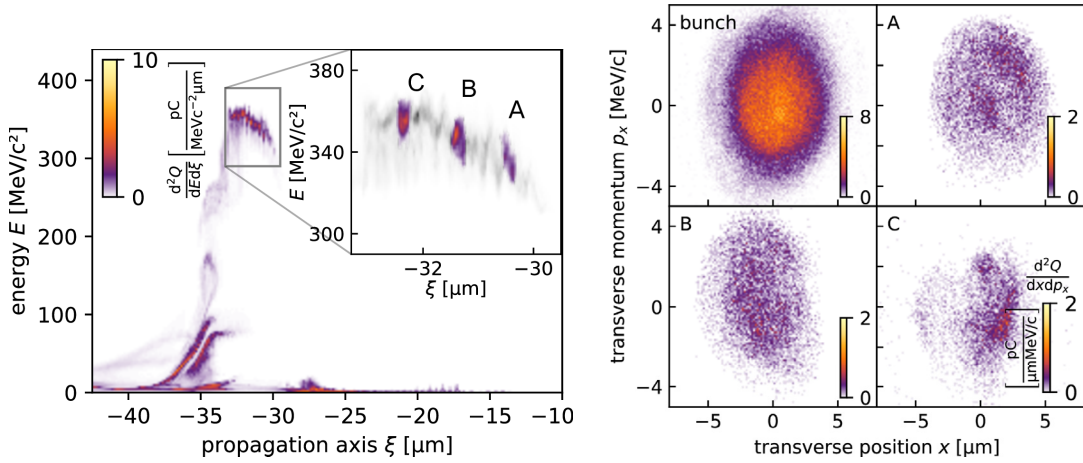 energy E [MeV/c²]
400
300
200
100
0
−40
−35
−30
−25
−20
−15
−10
propagation axis ξ [μm]
10
0
d²Q
dEdξ
[ pC
MeVc⁻²μm ]
E [MeV/c²]
380
340
300
C
B
A
−32
−30
ξ [μm]
transverse momentum pₓ [MeV/c]
bunch
4
0
−4
8
0
A
2
0
B
4
0
−4
2
0
−5
0
5
C
d²Q
dxdpₓ
[ pC
μmMeV/c ]
2
0
−5
0
5
transverse position x [μm]